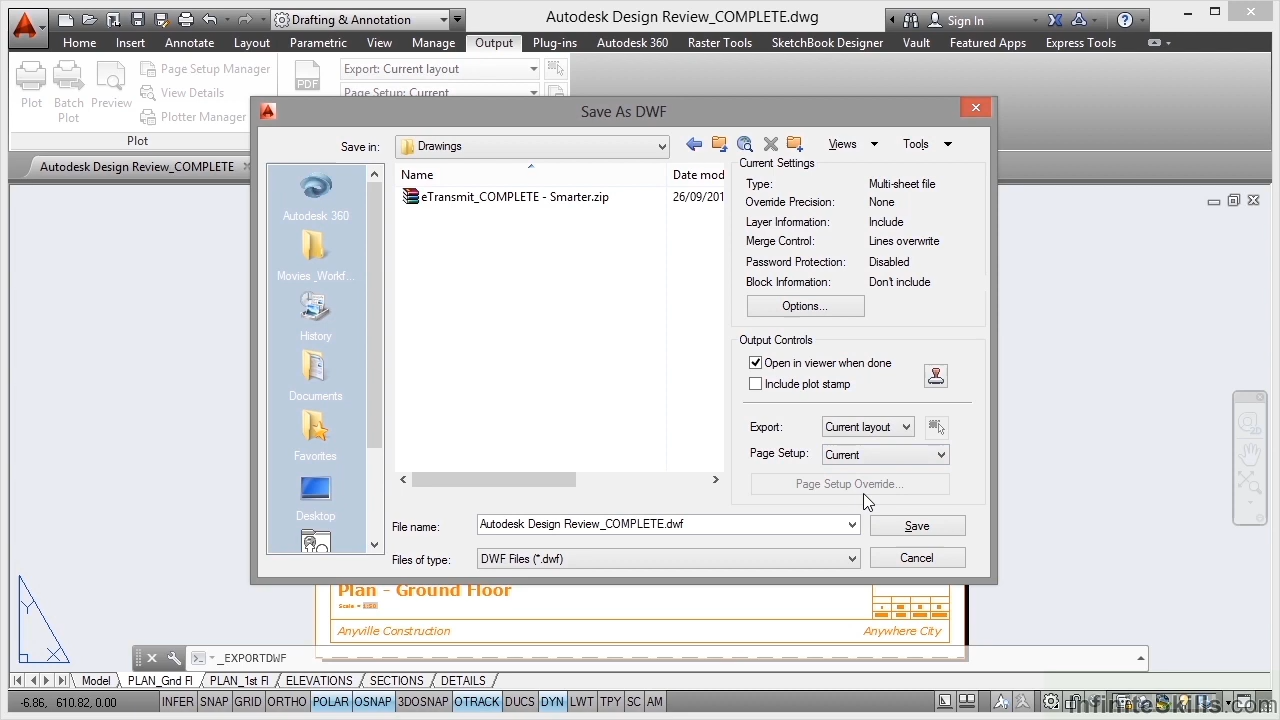 Drafting & Annotation
Autodesk Design Review_COMPLETE.dwg
Sign In
Home Insert Annotate Layout Parametric View Manage Output Plug-ins Autodesk 360 Raster Tools SketchBook Designer Vault Featured Apps Express Tools
Plot
Batch Plot
Preview
Page Setup Manager
View Details
Plotter Manager
PDF
Export: Current layout
Page Setup: Current
Plot
Autodesk Design Review_COMPLETE
Save As DWF
Save in:
Drawings
Views
Tools
Autodesk 360
Movies _Workf...
History
Documents
Favorites
Desktop
Name
Date mod
eTransmit_COMPLETE - Smarter.zip
26/09/201
Current Settings
Type: Multi-sheet file
Override Precision: None
Layer Information: Include
Merge Control: Lines overwrite
Password Protection: Disabled
Block Information: Don't include
Options...
Output Controls
Open in viewer when done
Include plot stamp
Export: Current layout
Page Setup: Current
Page Setup Override...
File name: Autodesk Design Review_COMPLETE.dwf
Save
Files of type: DWF Files (*.dwf)
Cancel
Plan - Ground Floor
Scale = 1:50
Anyville Construction
Anywhere City
Y
X
_EXPORTDWF
Model PLAN_Gnd Fl PLAN_1st Fl ELEVATIONS SECTIONS DETAILS
-6.86, 610.82, 0.00
INFER SNAP GRID ORTHO POLAR OSNAP 3DOSNAP OTRACK DUCS DYN LWT TPY SC AM
InfiniteSkills.com